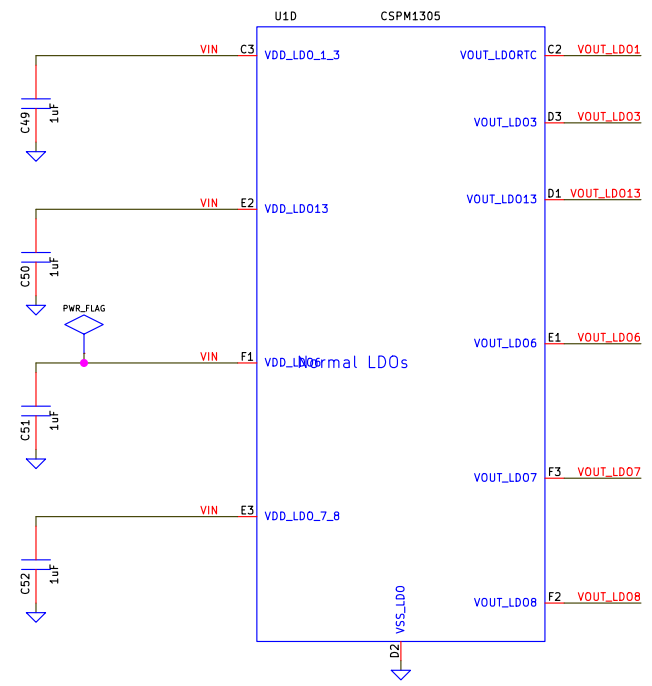 U1D CSPM1305
VIN C3 VDD_LDO_1_3 VOUT_LDORTC C2 VOUT_LDO1
C49 1uF
VOUT_LDO3 D3 VOUT_LDO3
VIN E2 VDD_LDO13 VOUT_LDO13 D1 VOUT_LDO13
C50 1uF
PWR_FLAG
VOUT_LDO6 E1 VOUT_LDO6
VIN F1 VDD_LDO6 Normal LDOs
C51 1uF
VOUT_LDO7 F3 VOUT_LDO7
VIN E3 VDD_LDO_7_8
C52 1uF
VOUT_LDO8 F2 VOUT_LDO8
VSS_LDO
D2